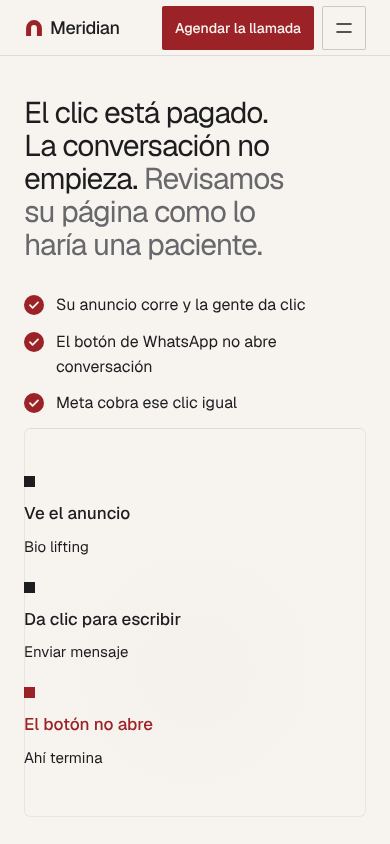 Meridian
Agendar la llamada
El clic está pagado.
La conversación no
empieza. Revisamos
su página como lo
haría una paciente.
Su anuncio corre y la gente da clic
El botón de WhatsApp no abre
conversación
Meta cobra ese clic igual
Ve el anuncio
Bio lifting
Da clic para escribir
Enviar mensaje
El botón no abre
Ahí termina